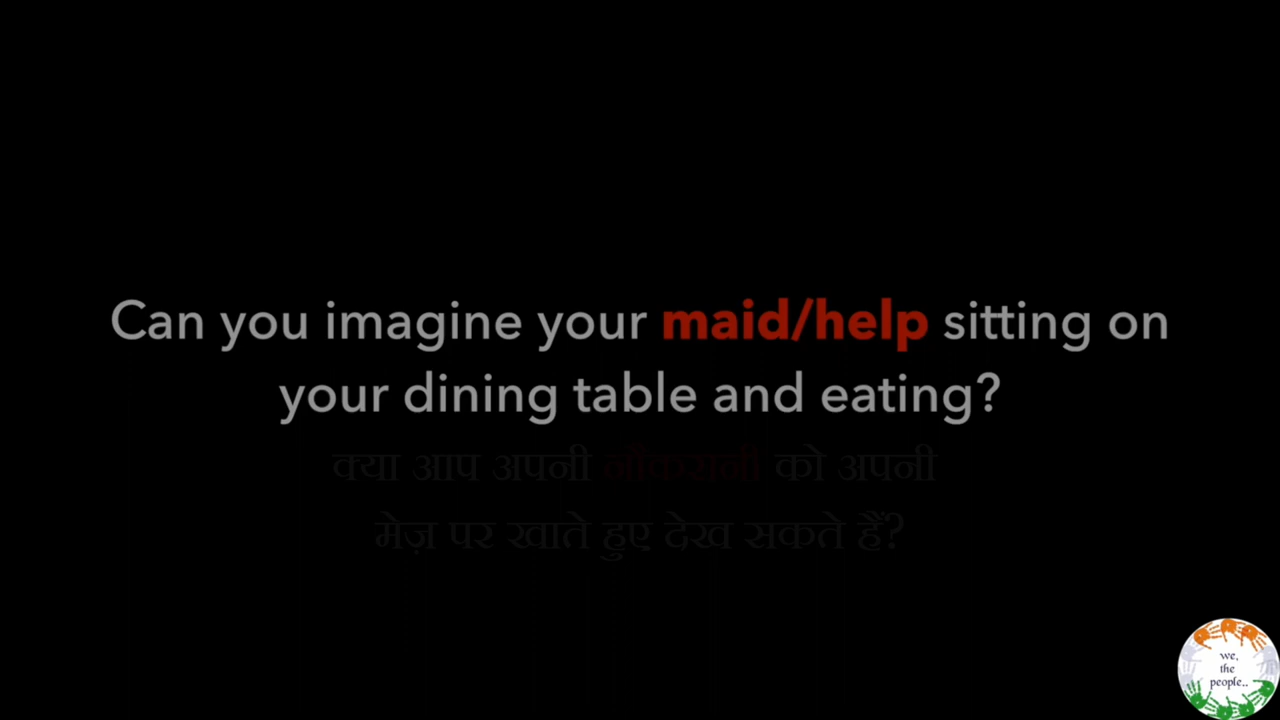 Can you imagine your maid/help sitting on
your dining table and eating?
क्या आप अपनी नौकरानी को अपनी
मेज़ पर खाते हुए देख सकते हैं?
we,
the
people..